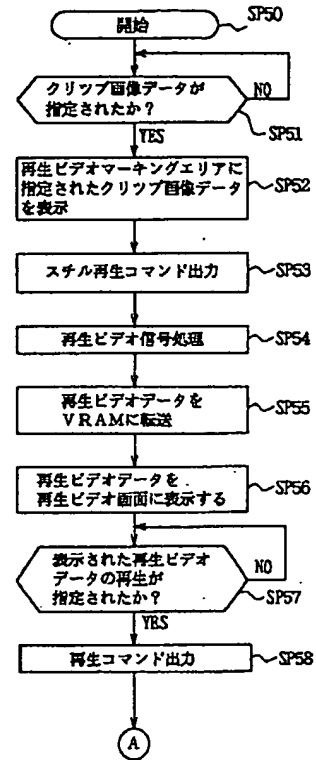 開始
SP50
クリップ画像データが
指定されたか？
NO
SP51
YES
再生ビデオマーキングエリアに
指定されたクリップ画像データ
を表示
SP52
スチル再生コマンド出力
SP53
再生ビデオ信号処理
SP54
再生ビデオデータを
VRAMに転送
SP55
再生ビデオデータを
再生ビデオ画面に表示する
SP56
表示された再生ビデオ
データの再生が
指定されたか？
NO
SP57
YES
再生コマンド出力
SP58
A